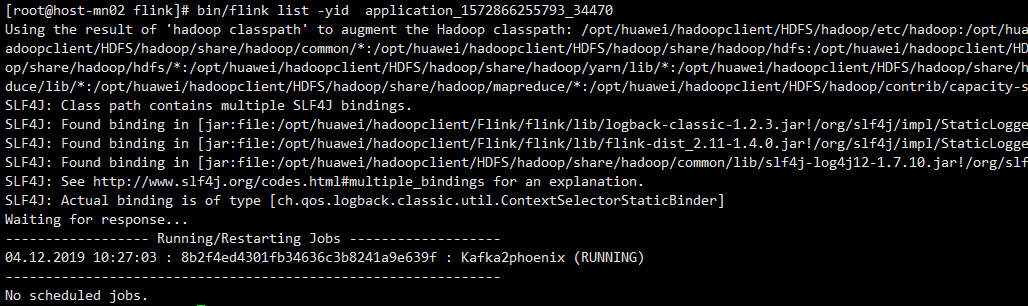 [root@host-mn02 flink]# bin/flink list -yid  application_1572866255793_34470
Using the result of 'hadoop classpath' to augment the Hadoop classpath: /opt/huawei/hadoopclient/HDFS/hadoop/etc/hadoop:/opt/hua
adoopclient/HDFS/hadoop/share/hadoop/common/*:/opt/huawei/hadoopclient/HDFS/hadoop/share/hadoop/hdfs:/opt/huawei/hadoopclient/HD
op/share/hadoop/hdfs/*:/opt/huawei/hadoopclient/HDFS/hadoop/share/hadoop/yarn/lib/*:/opt/huawei/hadoopclient/HDFS/hadoop/share/h
duce/lib/*:/opt/huawei/hadoopclient/HDFS/hadoop/share/hadoop/mapreduce/*:/opt/huawei/hadoopclient/HDFS/hadoop/contrib/capacity-s
SLF4J: Class path contains multiple SLF4J bindings.
SLF4J: Found binding in [jar:file:/opt/huawei/hadoopclient/Flink/flink/lib/logback-classic-1.2.3.jar!/org/slf4j/impl/StaticLogge
SLF4J: Found binding in [jar:file:/opt/huawei/hadoopclient/Flink/flink/lib/flink-dist_2.11-1.4.0.jar!/org/slf4j/impl/StaticLogge
SLF4J: Found binding in [jar:file:/opt/huawei/hadoopclient/HDFS/hadoop/share/hadoop/common/lib/slf4j-log4j12-1.7.10.jar!/org/slf
SLF4J: See http://www.slf4j.org/codes.html#multiple_bindings for an explanation.
SLF4J: Actual binding is of type [ch.qos.logback.classic.util.ContextSelectorStaticBinder]
Waiting for response...
------------------ Running/Restarting Jobs -------------------
04.12.2019 10:27:03 : 8b2f4ed4301fb34636c3b8241a9e639f : Kafka2phoenix (RUNNING)
--------------------------------------------------------------
No scheduled jobs.